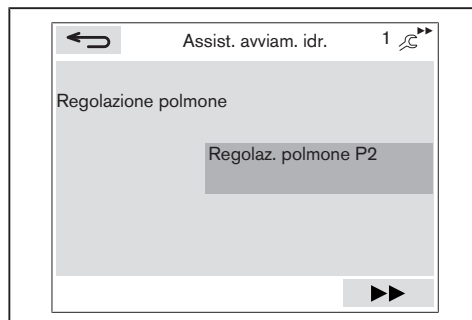 Assist. avviam. idr. 1
Regolazione polmone
Regolaz. polmone P2